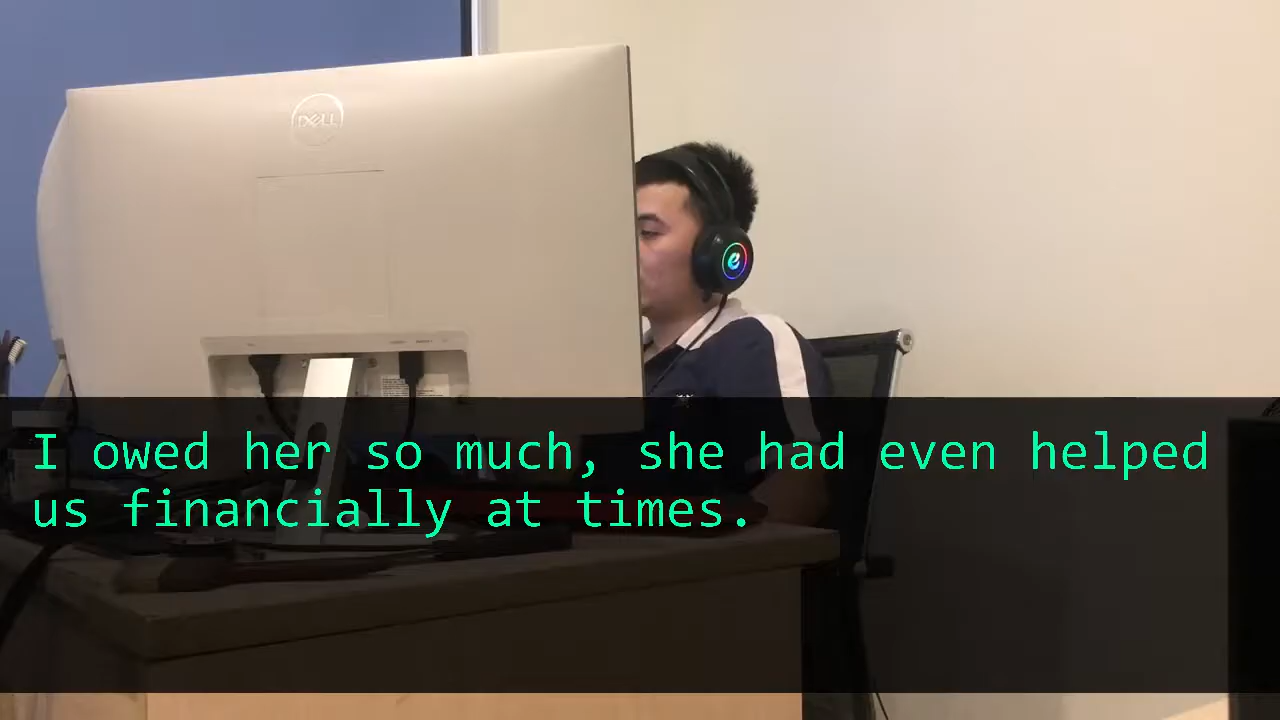 DELL
e
I owed her so much, she had even helped
us financially at times.